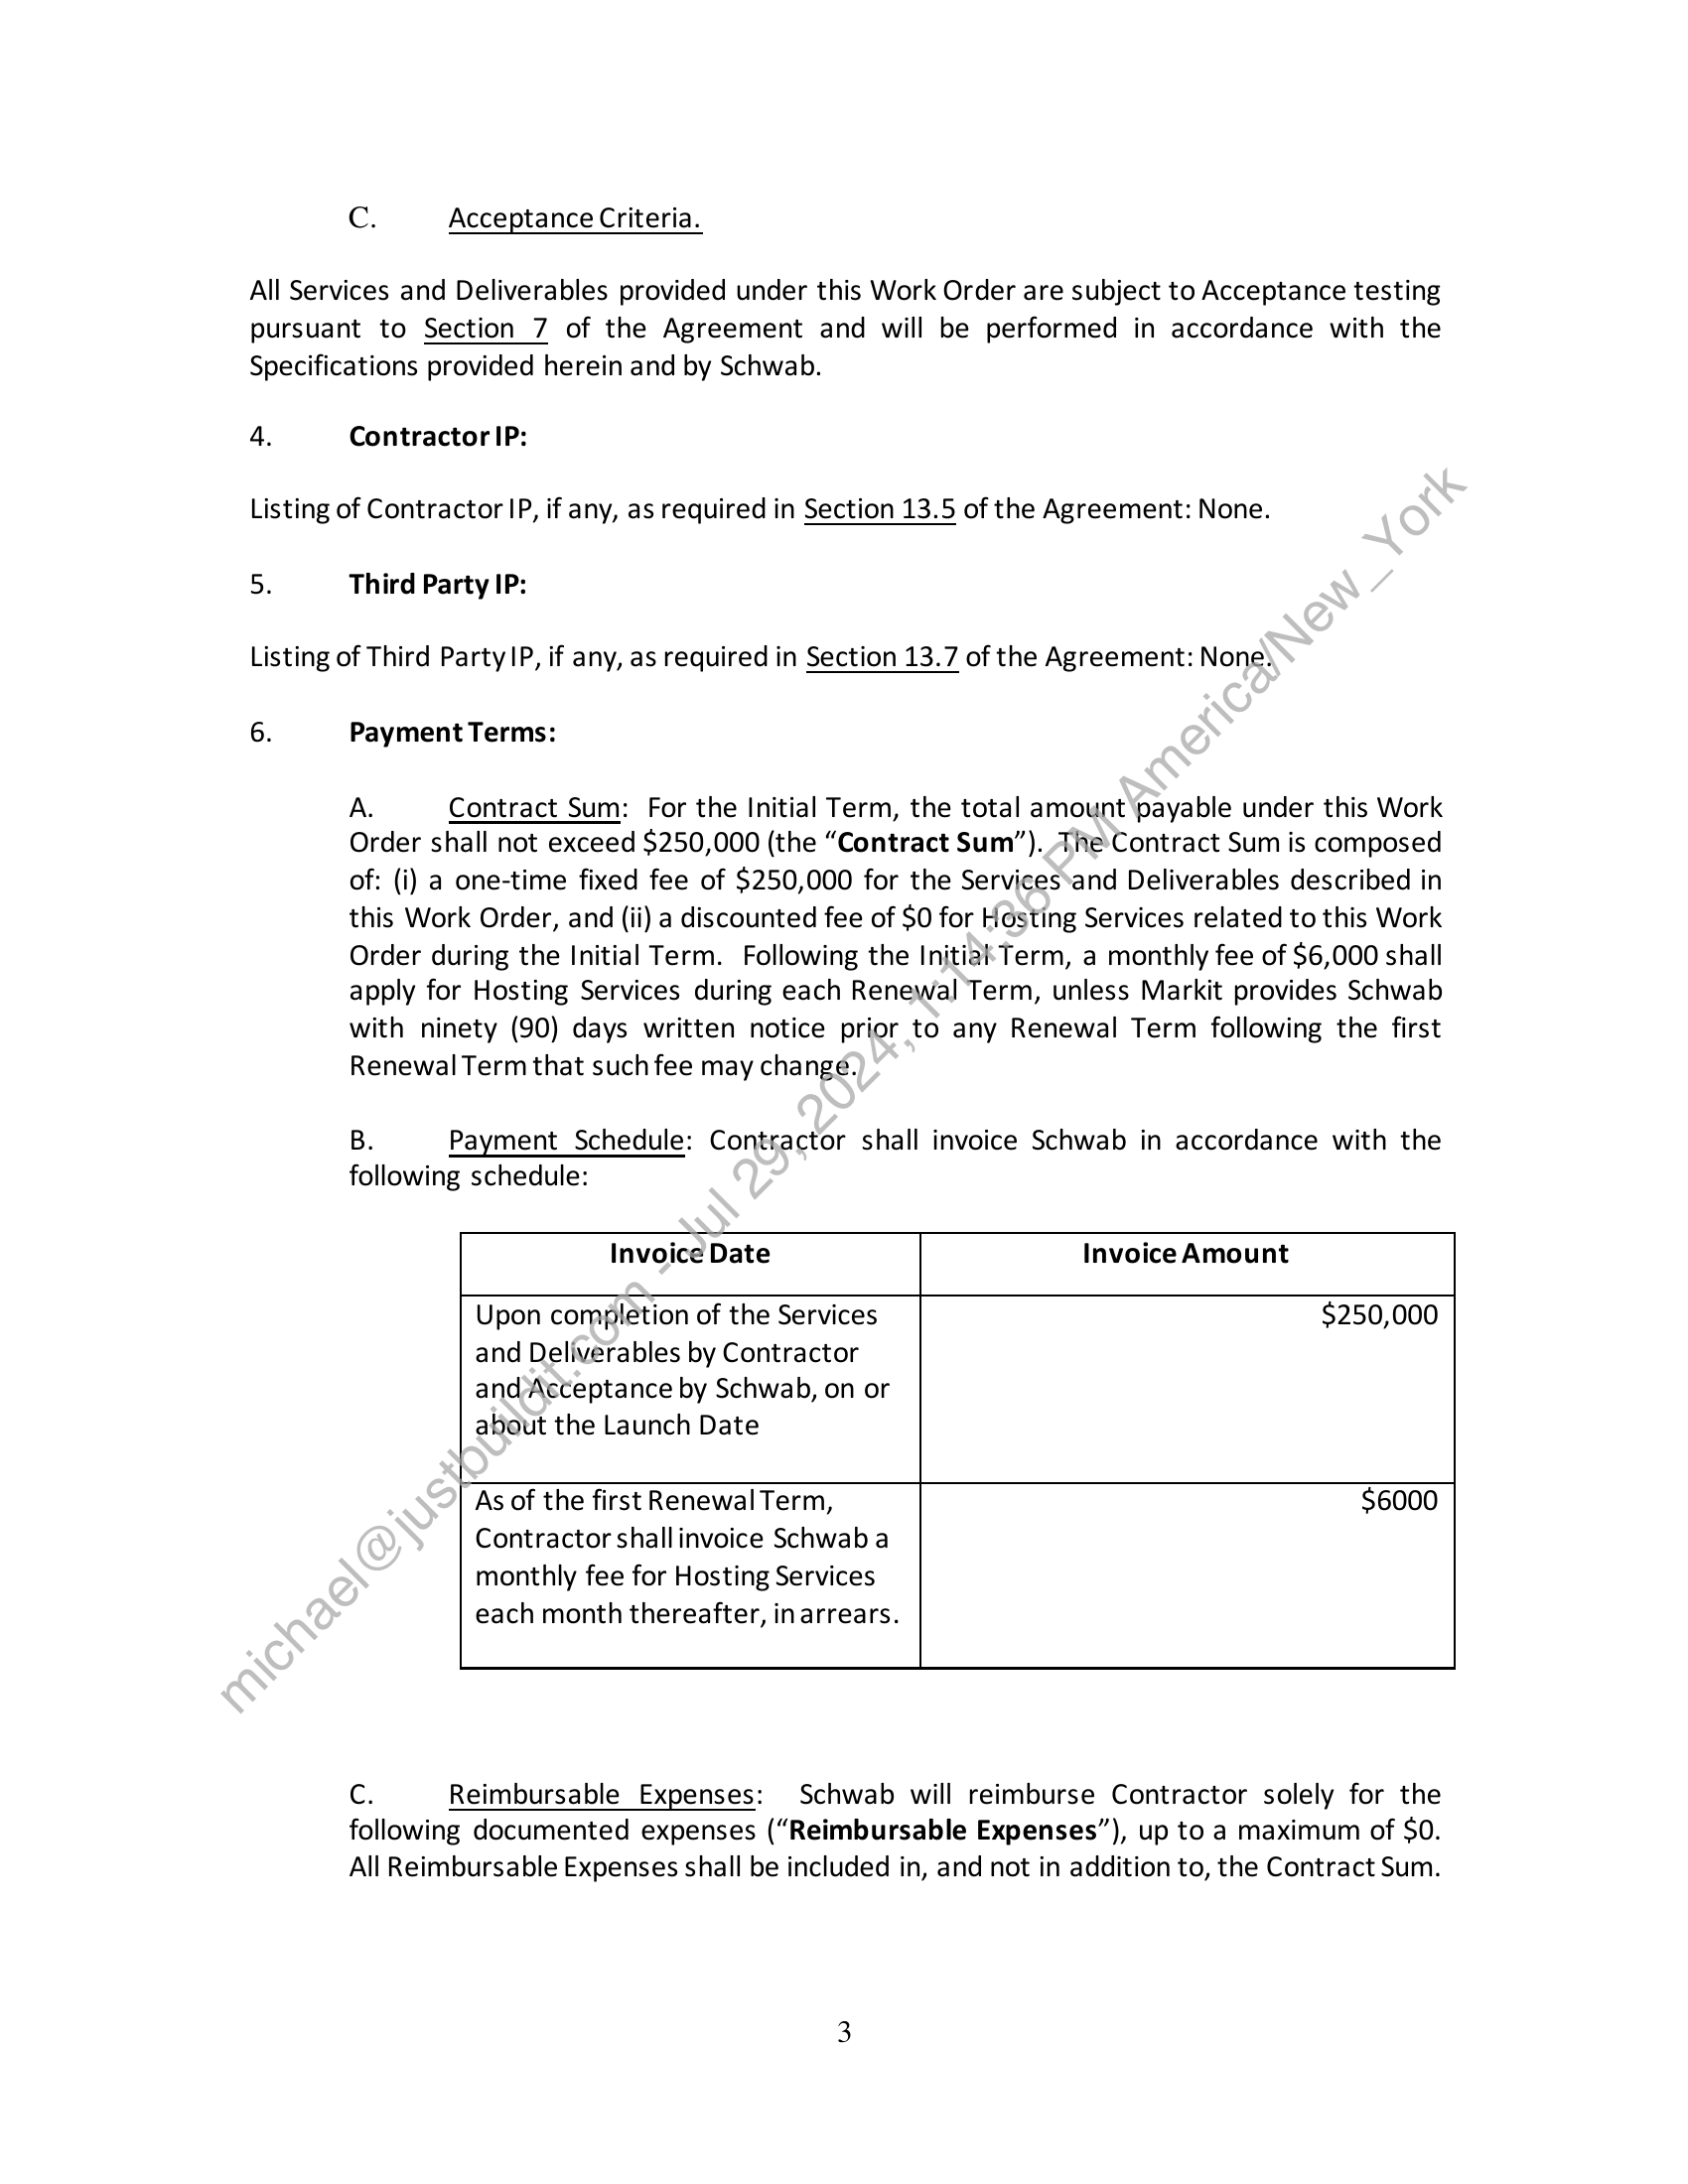 C. Acceptance Criteria.
All Services and Deliverables provided under this Work Order are subject to Acceptance testing
pursuant to Section 7 of the Agreement and will be performed in accordance with the
Specifications provided herein and by Schwab.
4. Contractor IP:
Listing of Contractor IP, if any, as required in Section 13.5 of the Agreement: None.
5. Third Party IP:
Listing of Third Party IP, if any, as required in Section 13.7 of the Agreement: None.
6. Payment Terms:
A. Contract Sum: For the Initial Term, the total amount payable under this Work
Order shall not exceed $250,000 (the “Contract Sum”). The Contract Sum is composed
of: (i) a one-time fixed fee of $250,000 for the Services and Deliverables described in
this Work Order, and (ii) a discounted fee of $0 for Hosting Services related to this Work
Order during the Initial Term. Following the Initial Term, a monthly fee of $6,000 shall
apply for Hosting Services during each Renewal Term, unless Markit provides Schwab
with ninety (90) days written notice prior to any Renewal Term following the first
Renewal Term that such fee may change.
B. Payment Schedule: Contractor shall invoice Schwab in accordance with the
following schedule:
Invoice Date Invoice Amount
Upon completion of the Services $250,000
and Deliverables by Contractor
and Acceptance by Schwab, on or
about the Launch Date
As of the first Renewal Term, $6000
Contractor shall invoice Schwab a
monthly fee for Hosting Services
each month thereafter, in arrears.
C. Reimbursable Expenses: Schwab will reimburse Contractor solely for the
following documented expenses (“Reimbursable Expenses”), up to a maximum of $0.
All Reimbursable Expenses shall be included in, and not in addition to, the Contract Sum.
3
michael@justbuildit.com - Jul 29, 2024, 1:14:36 PM America/New_York